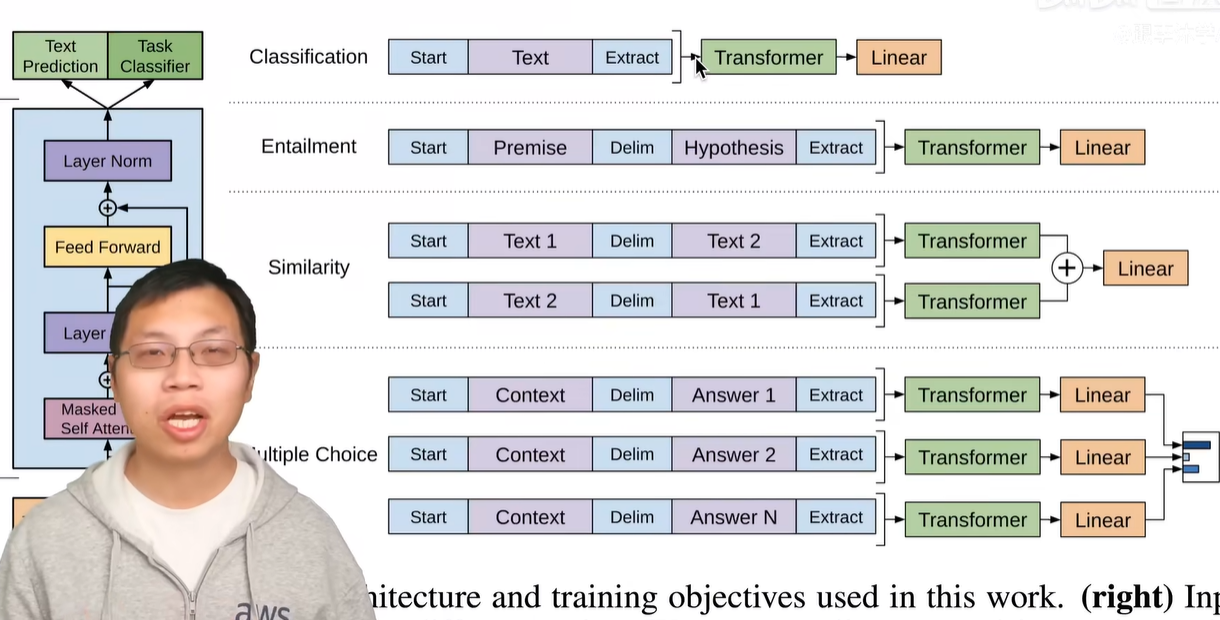 Text Prediction
Task Classifier
Layer Norm
Feed Forward
Layer
Masked
Self
Classification
Start Text Extract Transformer Linear
Entailment
Start Premise Delim Hypothesis Extract Transformer Linear
Similarity
Start Text 1 Delim Text 2 Extract Transformer
Start Text 2 Delim Text 1 Extract Transformer
+ Linear
Start Context Delim Answer 1 Extract Transformer Linear
Choice Start Context Delim Answer 2 Extract Transformer Linear
Start Context Delim Answer N Extract Transformer Linear
and training objectives used in this work. (right)
aws